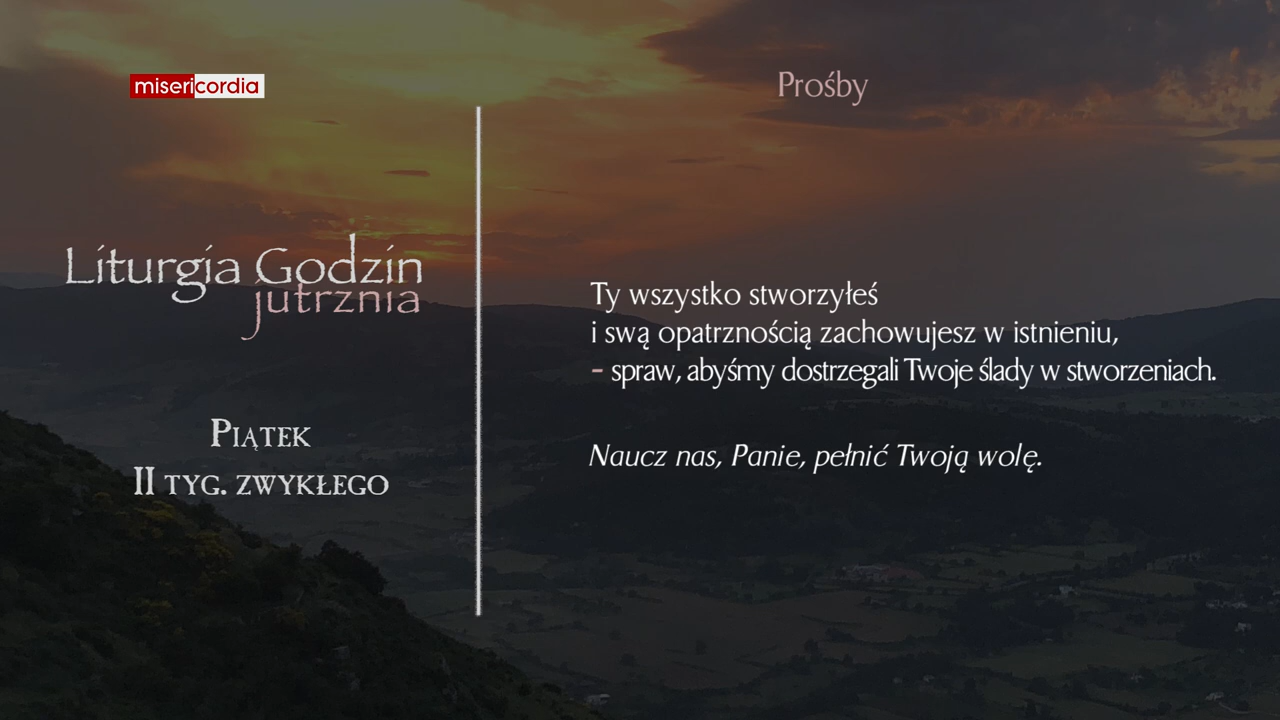 misericordia
Liturgia Godzin
jutrznia
Piątek
II tyg. zwykłego
Prośby
Ty wszystko stworzyłeś
i swą opatrznością zachowujesz w istnieniu,
- spraw, abyśmy dostrzegali Twoje ślady w stworzeniach.
Naucz nas, Panie, pełnić Twoją wolę.